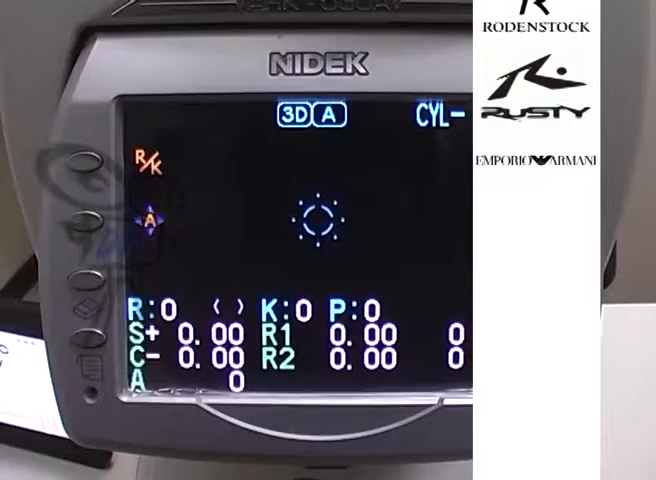 NIDEK
3D A CYL-
R/K
A
R:0 < > K:0 P:0
S+ 0.00 R1 0.00 0
C- 0.00 R2 0.00 0
A 0
RODENSTOCK
RUSTY
EMPORIO ARMANI